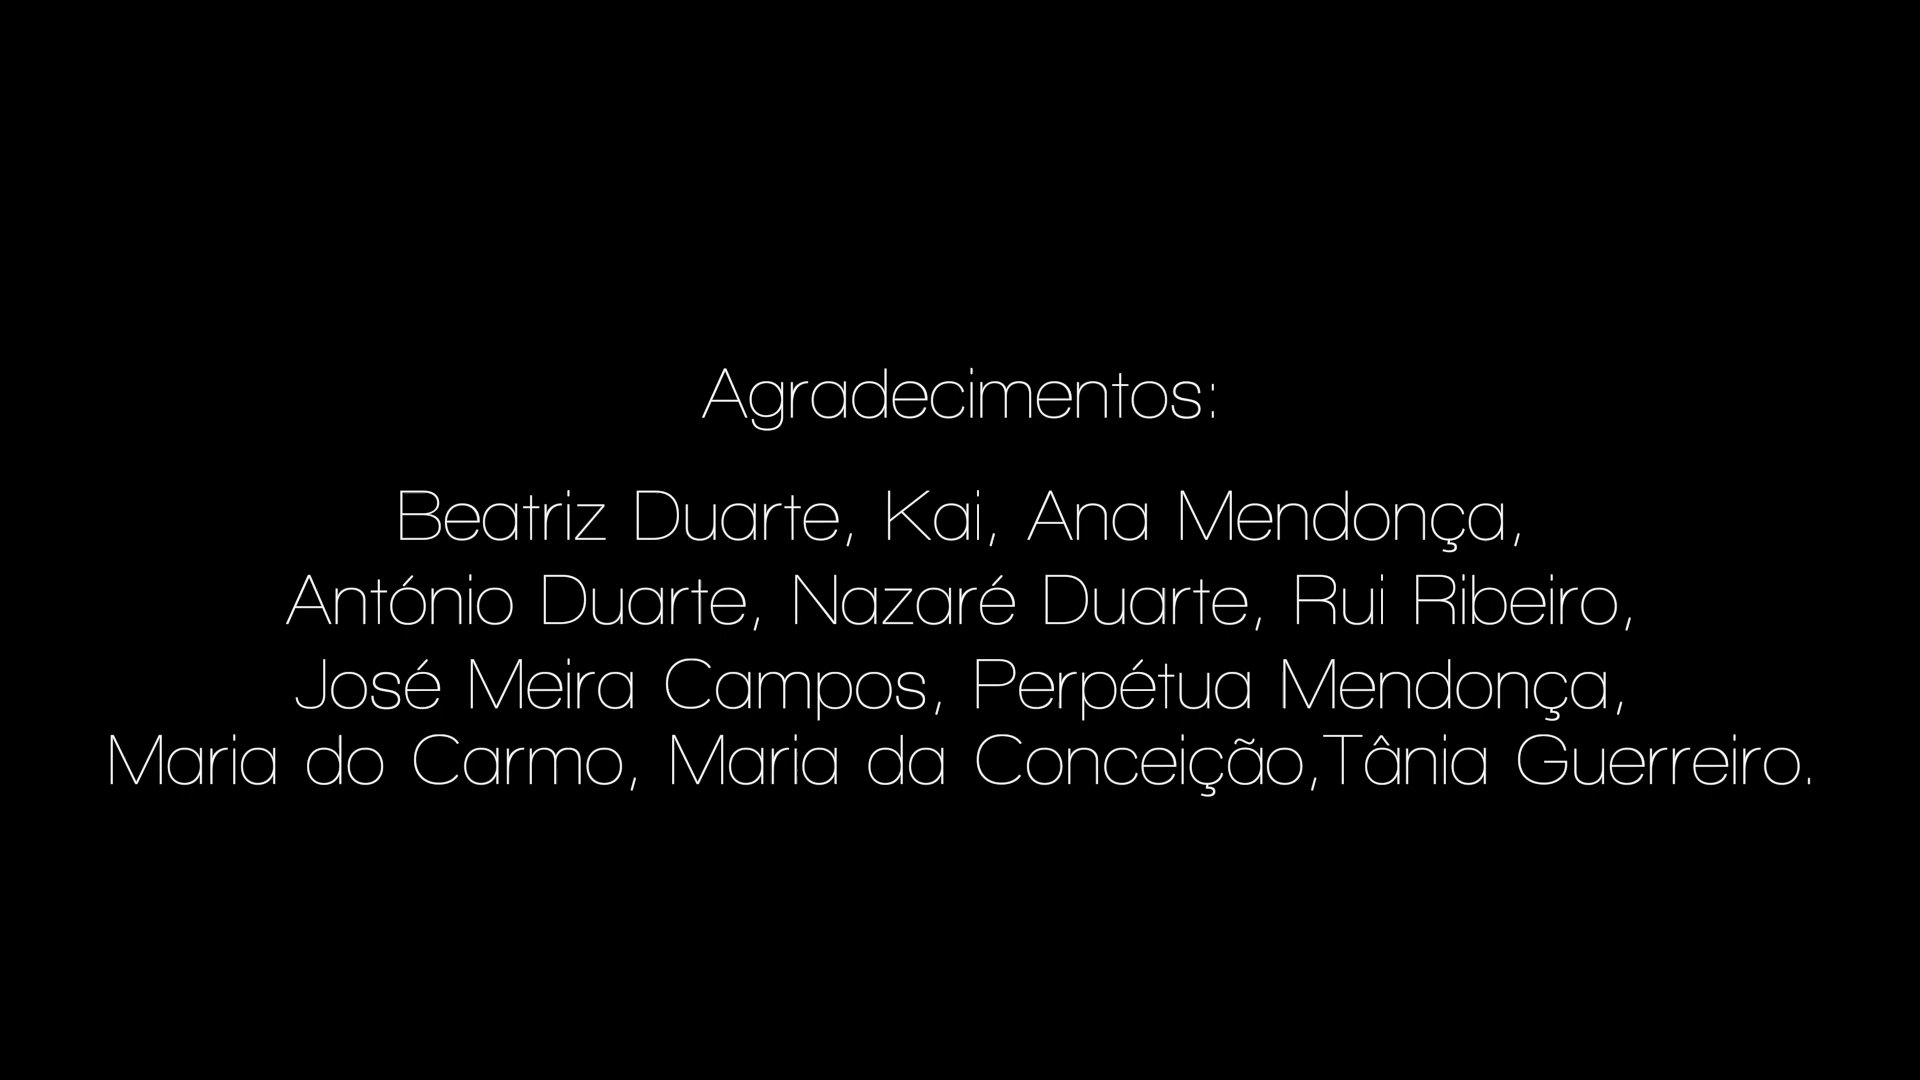 Agradecimentos:
Beatriz Duarte, Kai, Ana Mendonça,
António Duarte, Nazaré Duarte, Rui Ribeiro,
José Meira Campos, Perpétua Mendonça,
Maria do Carmo, Maria da Conceição,Tânia Guerreiro.